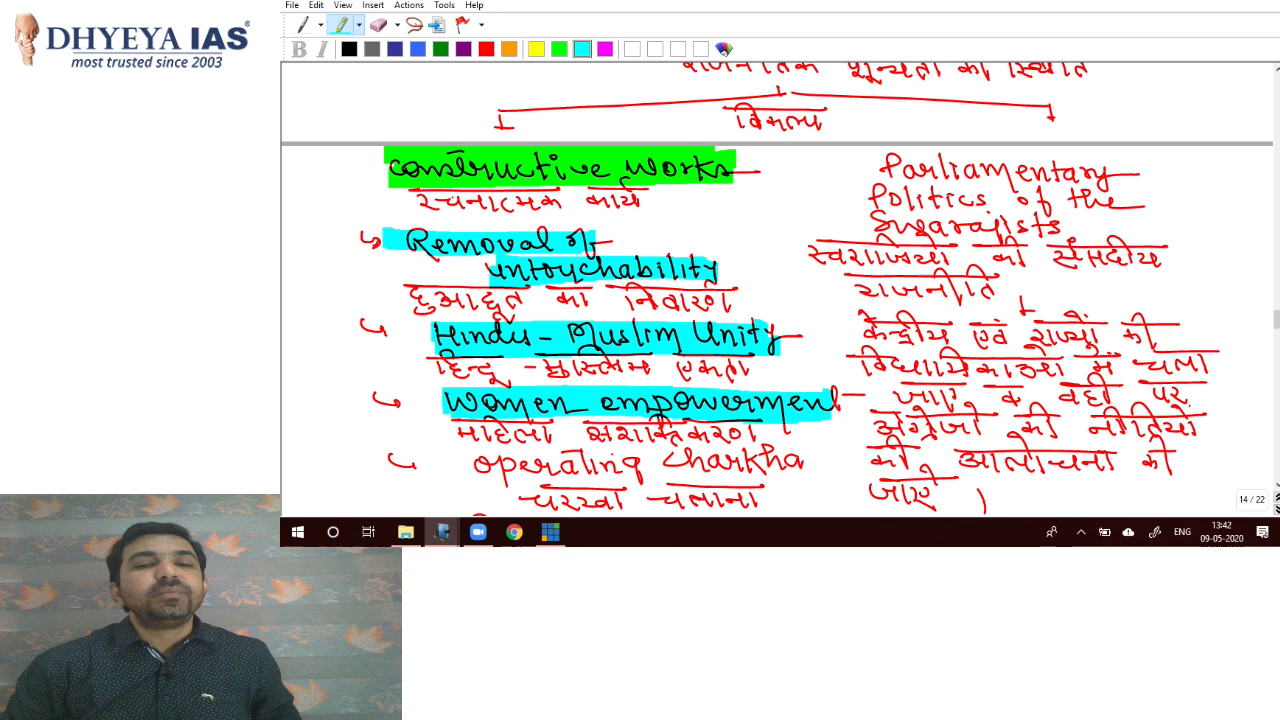 DHYEYA IAS
most trusted since 2003
File Edit View Insert Actions Tools Help
B I
राजनीतिक शून्यता की स्थिति
विकल्प
Constructive works
रचनात्मक कार्य
Removal of
untouchability
छुआछूत का निवारण
Hindu - Muslim Unity
हिन्दू - मुस्लिम एकता
women empowerment
महिला सशक्तिकरण
operating charkha
चरखा चलाना
Parliamentary
Politics of the
Swarajists
स्वराजियों की संसदीय
राजनीति
केन्द्रीय एवं राज्यों की
विधायिकाओं में चला
जाए व वहाँ पर
अंग्रेजों की नीतियों
की आलोचना की
जाए
14 / 22
ENG
13:42
09-05-2020